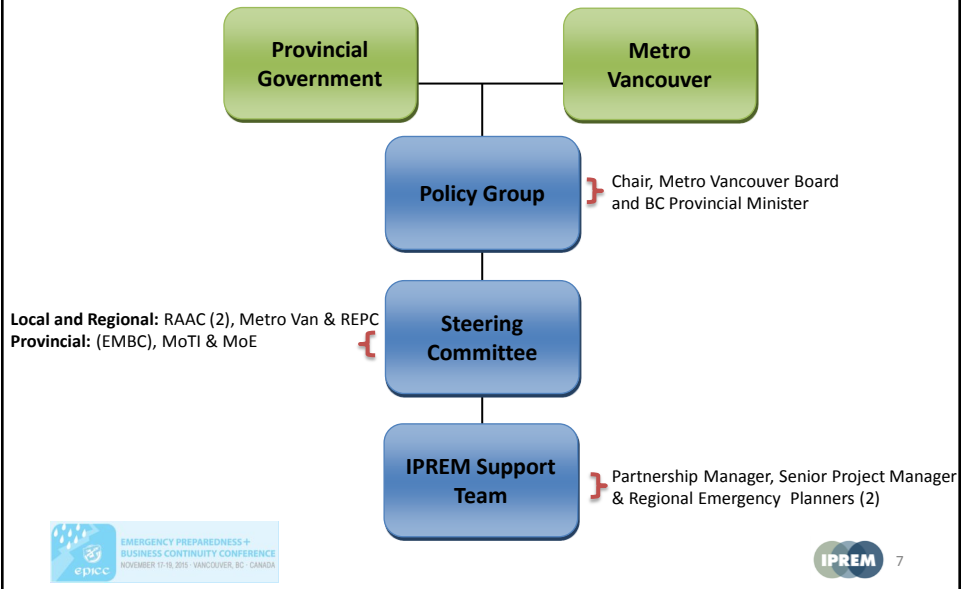 Provincial
Government
Metro
Vancouver
Policy Group
Chair, Metro Vancouver Board
and BC Provincial Minister
Local and Regional: RAAC (2), Metro Van & REPC
Provincial: (EMBC), MoTI & MoE
Steering
Committee
IPREM Support
Team
Partnership Manager, Senior Project Manager
& Regional Emergency Planners (2)
epicc
EMERGENCY PREPAREDNESS +
BUSINESS CONTINUITY CONFERENCE
NOVEMBER 17-19, 2015 · VANCOUVER, BC · CANADA
IPREM
7